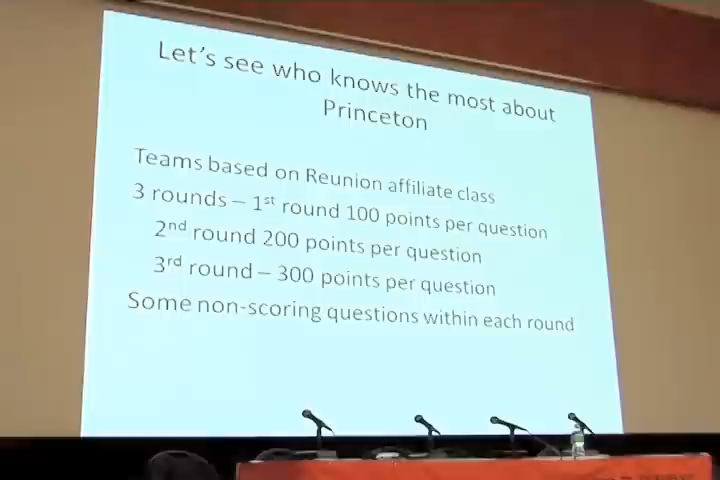 Let's see who knows the most about
Princeton
Teams based on Reunion affiliate class
3 rounds – 1st round 100 points per question
2nd round 200 points per question
3rd round – 300 points per question
Some non-scoring questions within each round